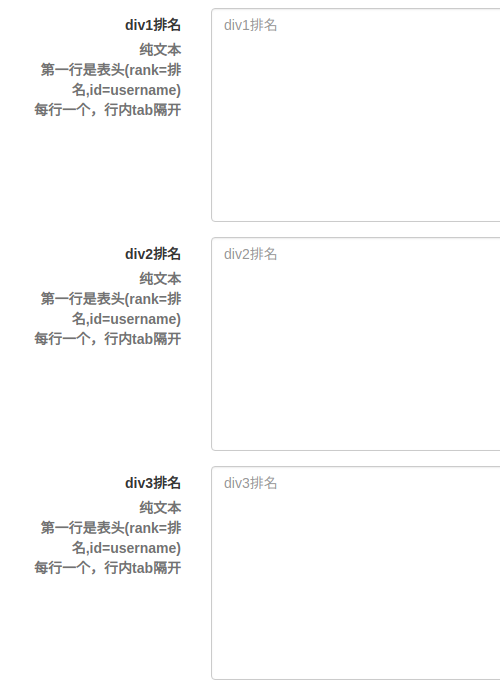 div1排名
div1排名
纯文本
第一行是表头(rank=排
名,id=username)
每行一个，行内tab隔开
div2排名
div2排名
纯文本
第一行是表头(rank=排
名,id=username)
每行一个，行内tab隔开
div3排名
div3排名
纯文本
第一行是表头(rank=排
名,id=username)
每行一个，行内tab隔开